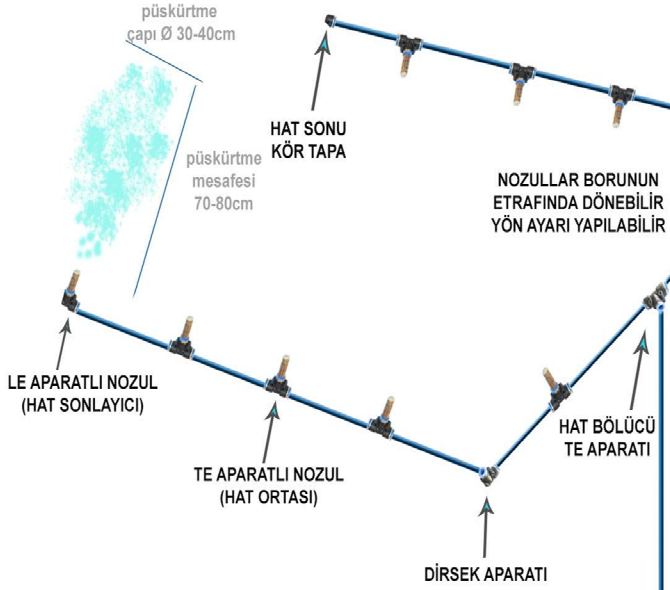 püskürtme
çapı Ø 30-40cm
püskürtme
mesafesi
70-80cm
HAT SONU
KÖR TAPA
NOZULLAR BORUNUN
ETRAFINDA DÖNEBİLİR
YÖN AYARI YAPILABİLİR
LE APARATLI NOZUL
(HAT SONLAYICI)
TE APARATLI NOZUL
(HAT ORTASI)
HAT BÖLÜCÜ
TE APARATI
DİRSEK APARATI